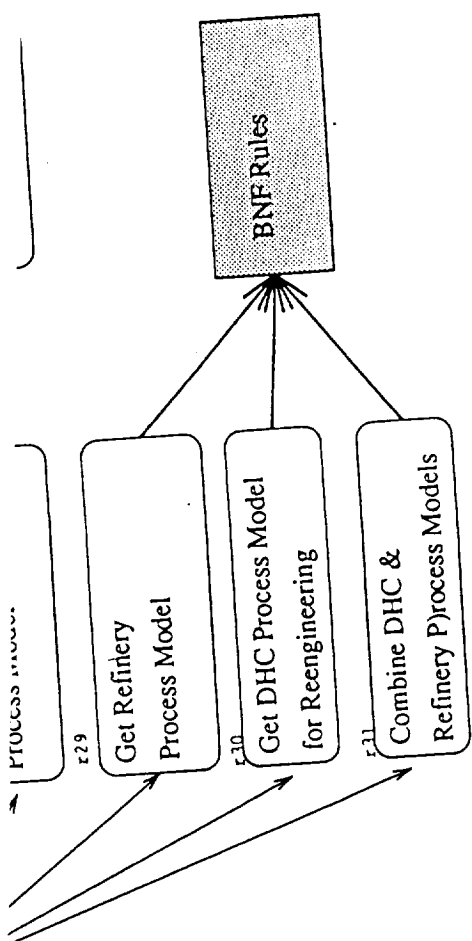 Process Model
r29
Get Refinery
Process Model
r30
Get DHC Process Model
for Reengineering
r31
Combine DHC &
Refinery P)rocess Models
BNF Rules